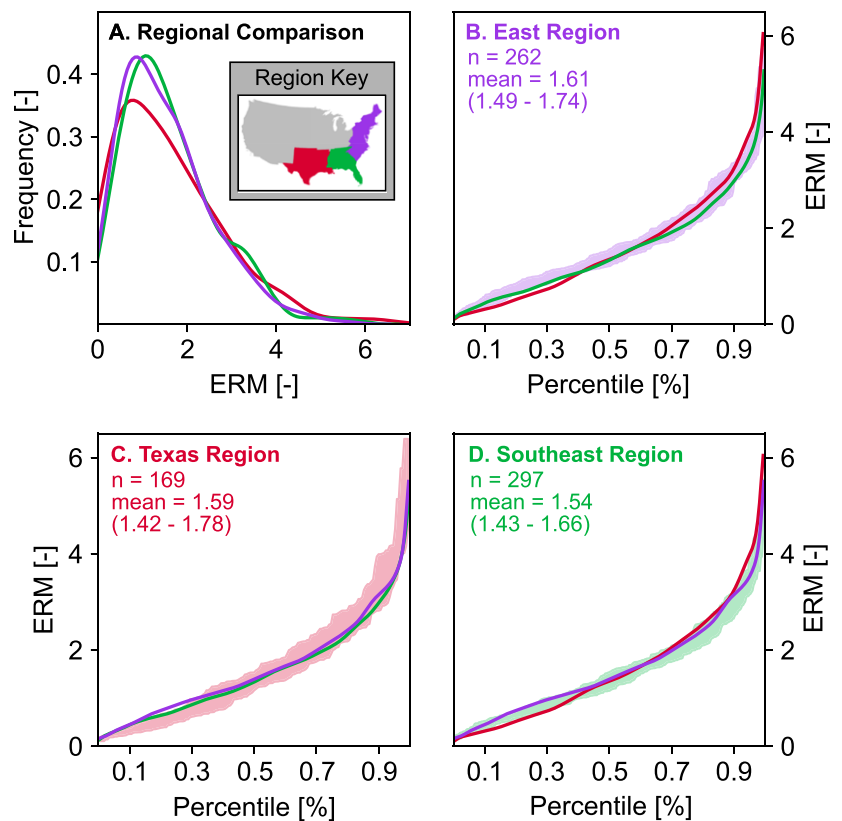 A. Regional Comparison
Region Key
Frequency [-]
0.4
0.3
0.2
0.1
0 2 4 6
ERM [-]
B. East Region
n = 262
mean = 1.61
(1.49 - 1.74)
6
4
2
0
ERM [-]
0.1 0.3 0.5 0.7 0.9
Percentile [%]
C. Texas Region
n = 169
mean = 1.59
(1.42 - 1.78)
ERM [-]
6
4
2
0
0.1 0.3 0.5 0.7 0.9
Percentile [%]
D. Southeast Region
n = 297
mean = 1.54
(1.43 - 1.66)
6
4
2
0
ERM [-]
0.1 0.3 0.5 0.7 0.9
Percentile [%]